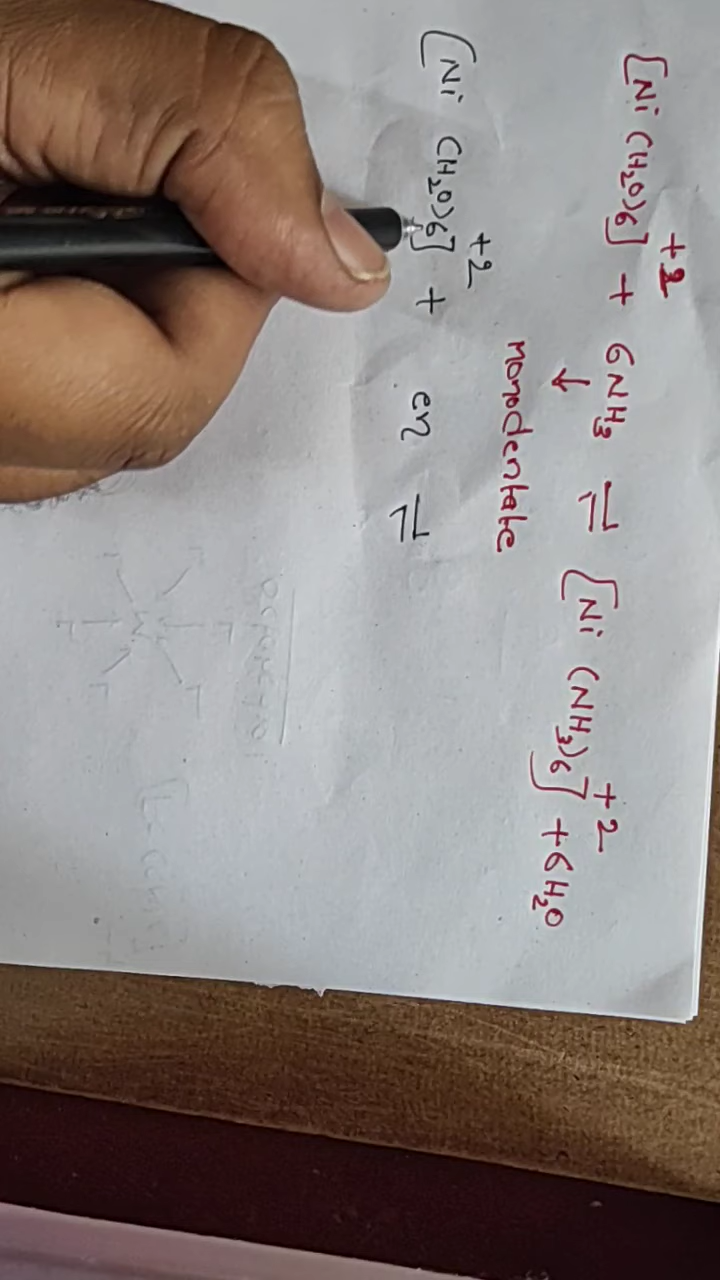 [Ni (H₂O)6]⁺² + 6NH₃ ⇌ [Ni (NH₃)6]⁺² + 6H₂O
↓
monodentate
[Ni (H₂O)6]⁺² + en ⇌